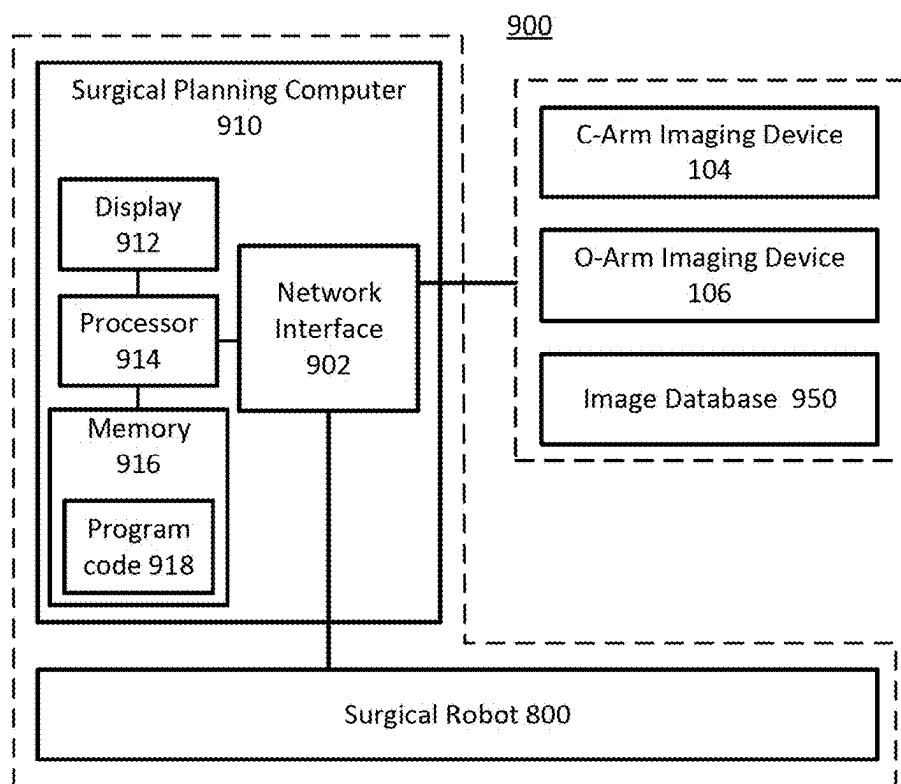 900
Surgical Planning Computer
910
Display
912
Processor
914
Memory
916
Program
code 918
Network
Interface
902
C-Arm Imaging Device
104
O-Arm Imaging Device
106
Image Database 950
Surgical Robot 800